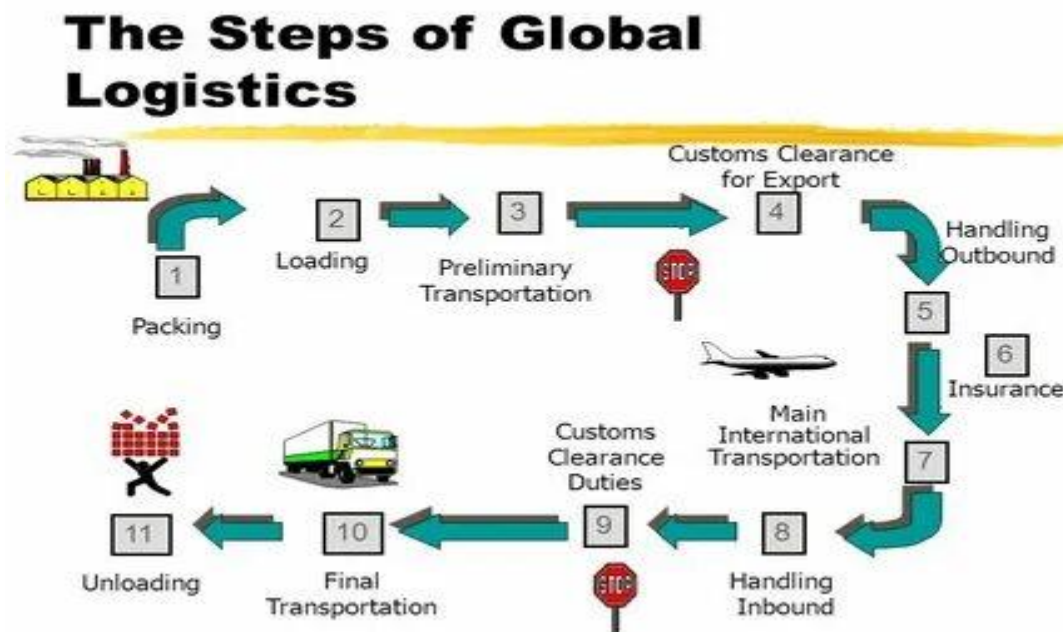 The Steps of Global
Logistics
1
Packing
2
Loading
3
Preliminary
Transportation
Customs Clearance
for Export
4
STOP
Handling
Outbound
5
6
Insurance
Main
International
Transportation
7
8
Handling
Inbound
Customs
Clearance
Duties
9
STOP
10
Final
Transportation
11
Unloading